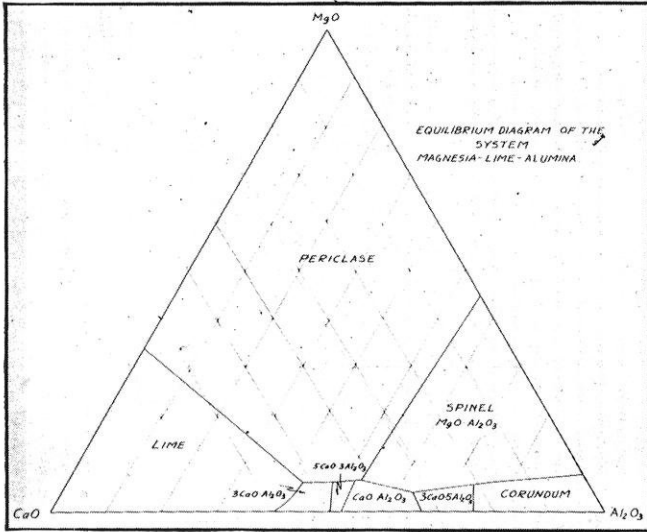 MgO
EQUILIBRIUM DIAGRAM OF THE
SYSTEM
MAGNESIA-LIME-ALUMINA
PERICLASE
SPINEL
MgO·Al₂O₃
LIME
5CaO 3Al₂O₃
3CaO Al₂O₃
CaO Al₂O₃
3CaO5Al₂O₃
CORUNDUM
CaO
Al₂O₃